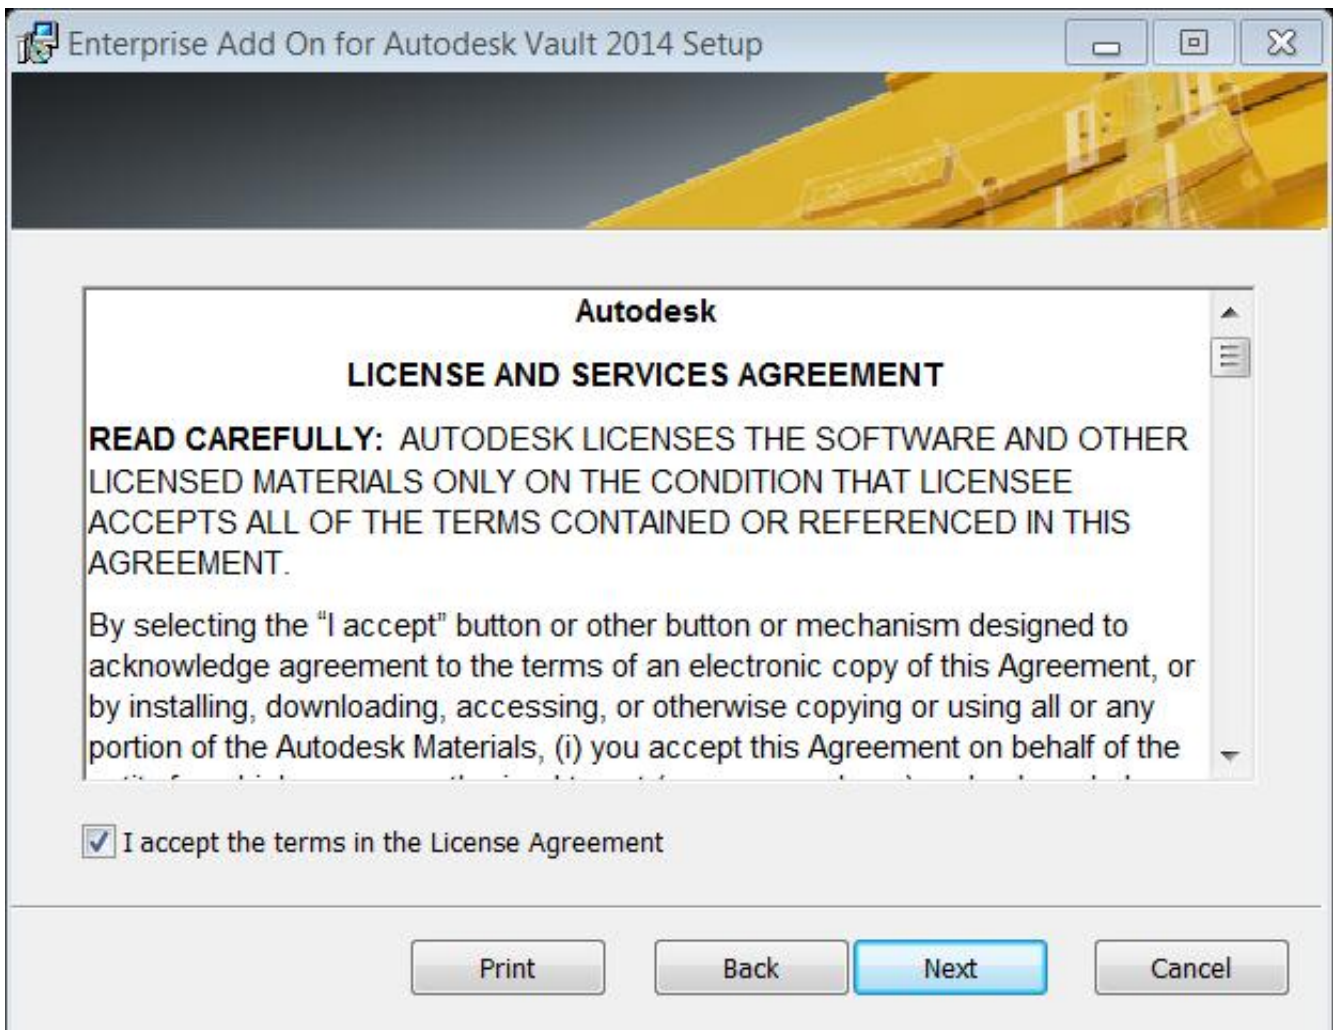 Enterprise Add On for Autodesk Vault 2014 Setup
Autodesk
LICENSE AND SERVICES AGREEMENT
READ CAREFULLY: AUTODESK LICENSES THE SOFTWARE AND OTHER
LICENSED MATERIALS ONLY ON THE CONDITION THAT LICENSEE
ACCEPTS ALL OF THE TERMS CONTAINED OR REFERENCED IN THIS
AGREEMENT.
By selecting the “I accept” button or other button or mechanism designed to
acknowledge agreement to the terms of an electronic copy of this Agreement, or
by installing, downloading, accessing, or otherwise copying or using all or any
portion of the Autodesk Materials, (i) you accept this Agreement on behalf of the
I accept the terms in the License Agreement
Print Back Next Cancel